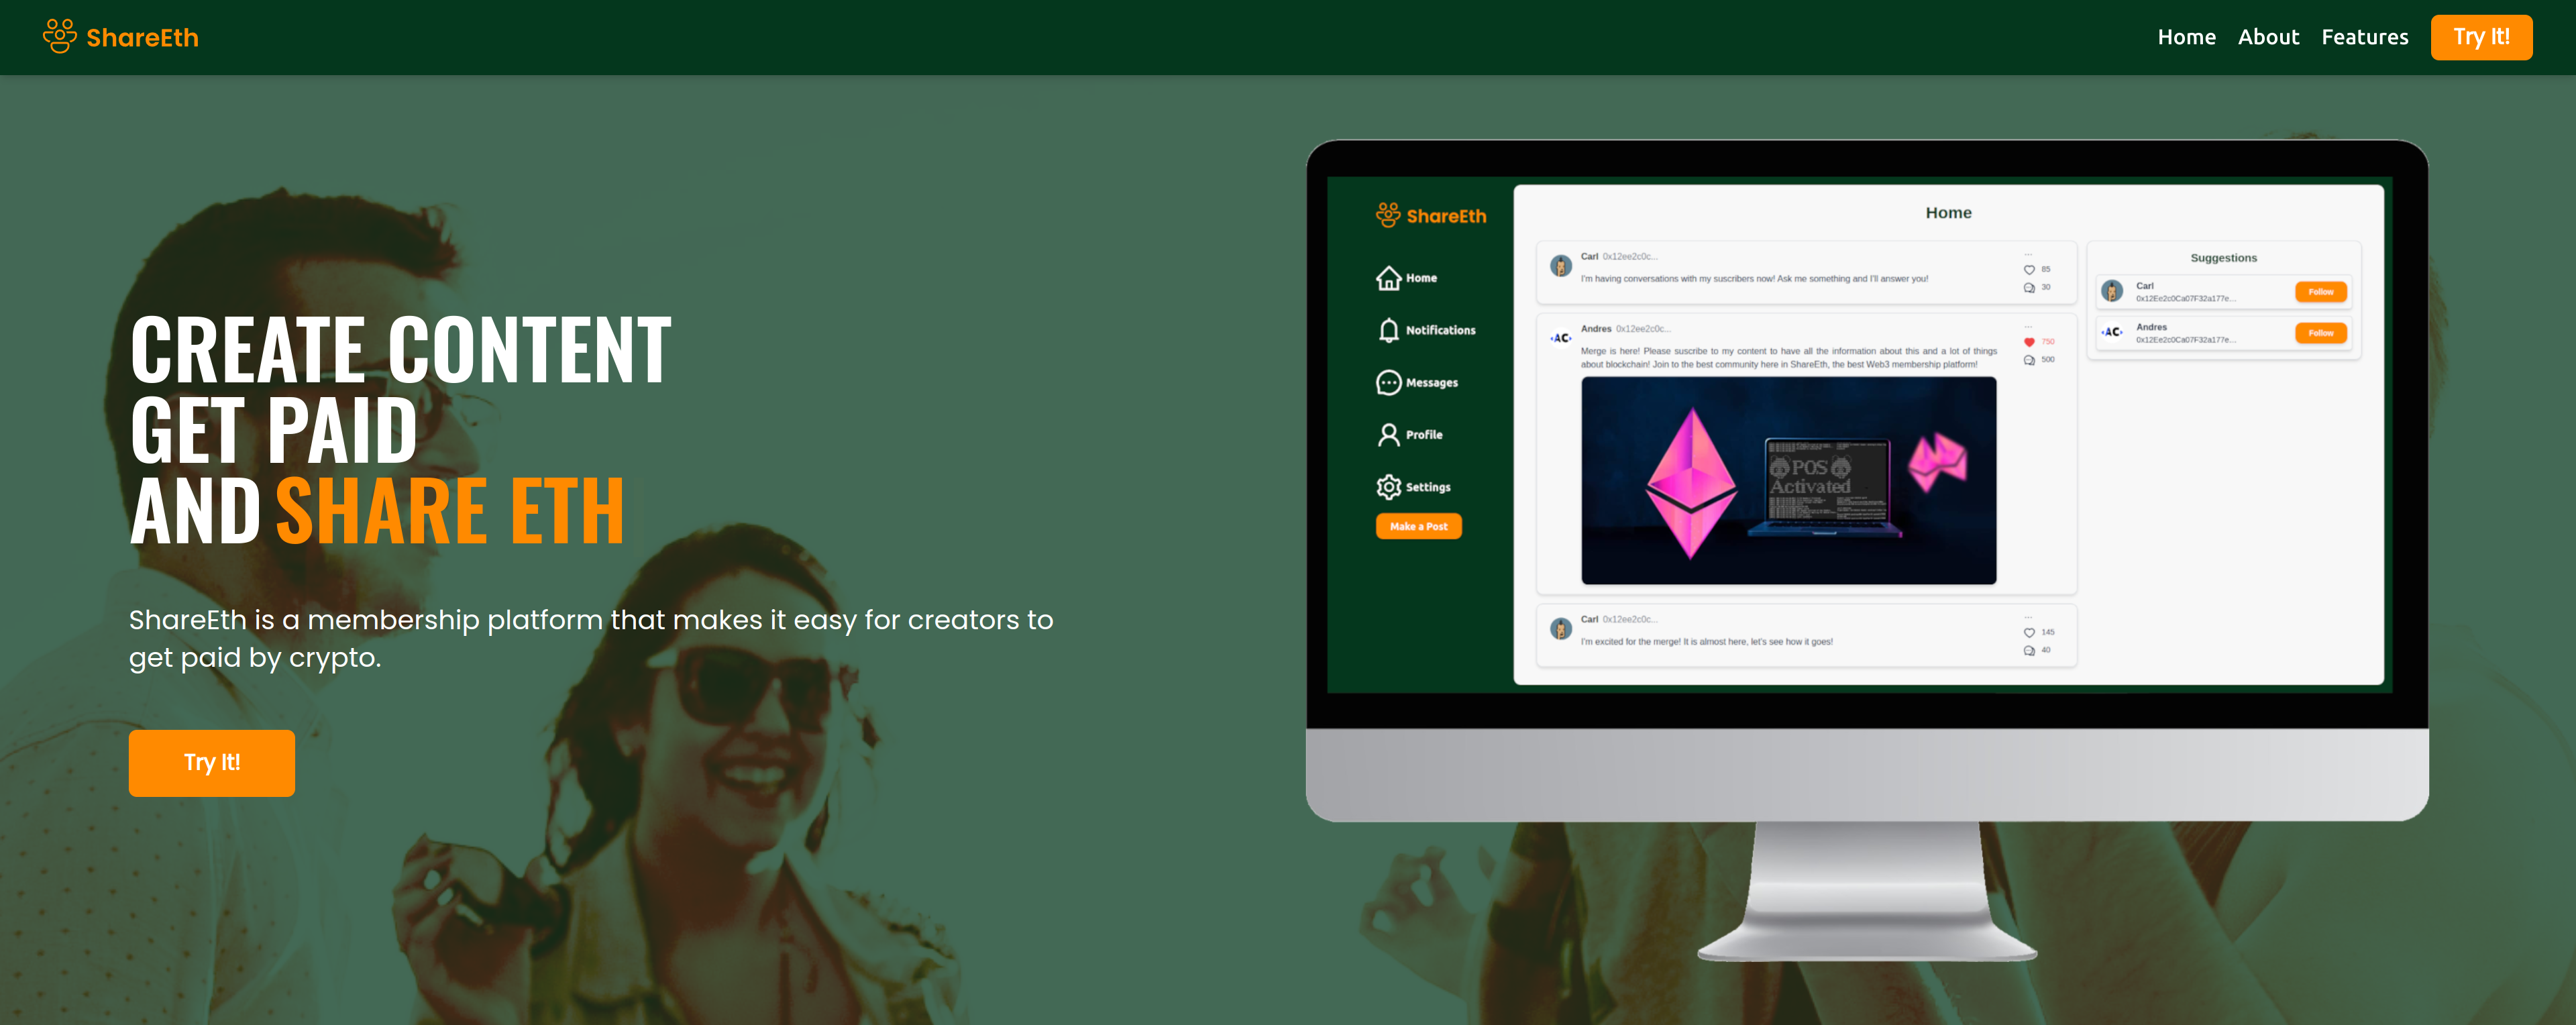 ShareEth
Home About Features Try It!
CREATE CONTENT
GET PAID
AND SHARE ETH
ShareEth is a membership platform that makes it easy for creators to
get paid by crypto.
Try It!
ShareEth
Home
Notifications
Messages
Profile
Settings
Make a Post
Home
Carl 0x12ee2c0c...
...
I'm having conversations with my suscribers now! Ask me something and I'll answer you!
85
30
Andres 0x12ee2c0c...
...
AC
Merge is here! Please suscribe to my content to have all the information about this and a lot of things
about blockchain! Join to the best community here in ShareEth, the best Web3 membership platform!
750
500
POS
Activated
Carl 0x12ee2c0c...
...
I'm excited for the merge! It is almost here, let's see how it goes!
145
40
Suggestions
Carl
0x12Ee2c0Ca07F32a177e...
Follow
AC
Andres
0x12Ee2c0Ca07F32a177e...
Follow